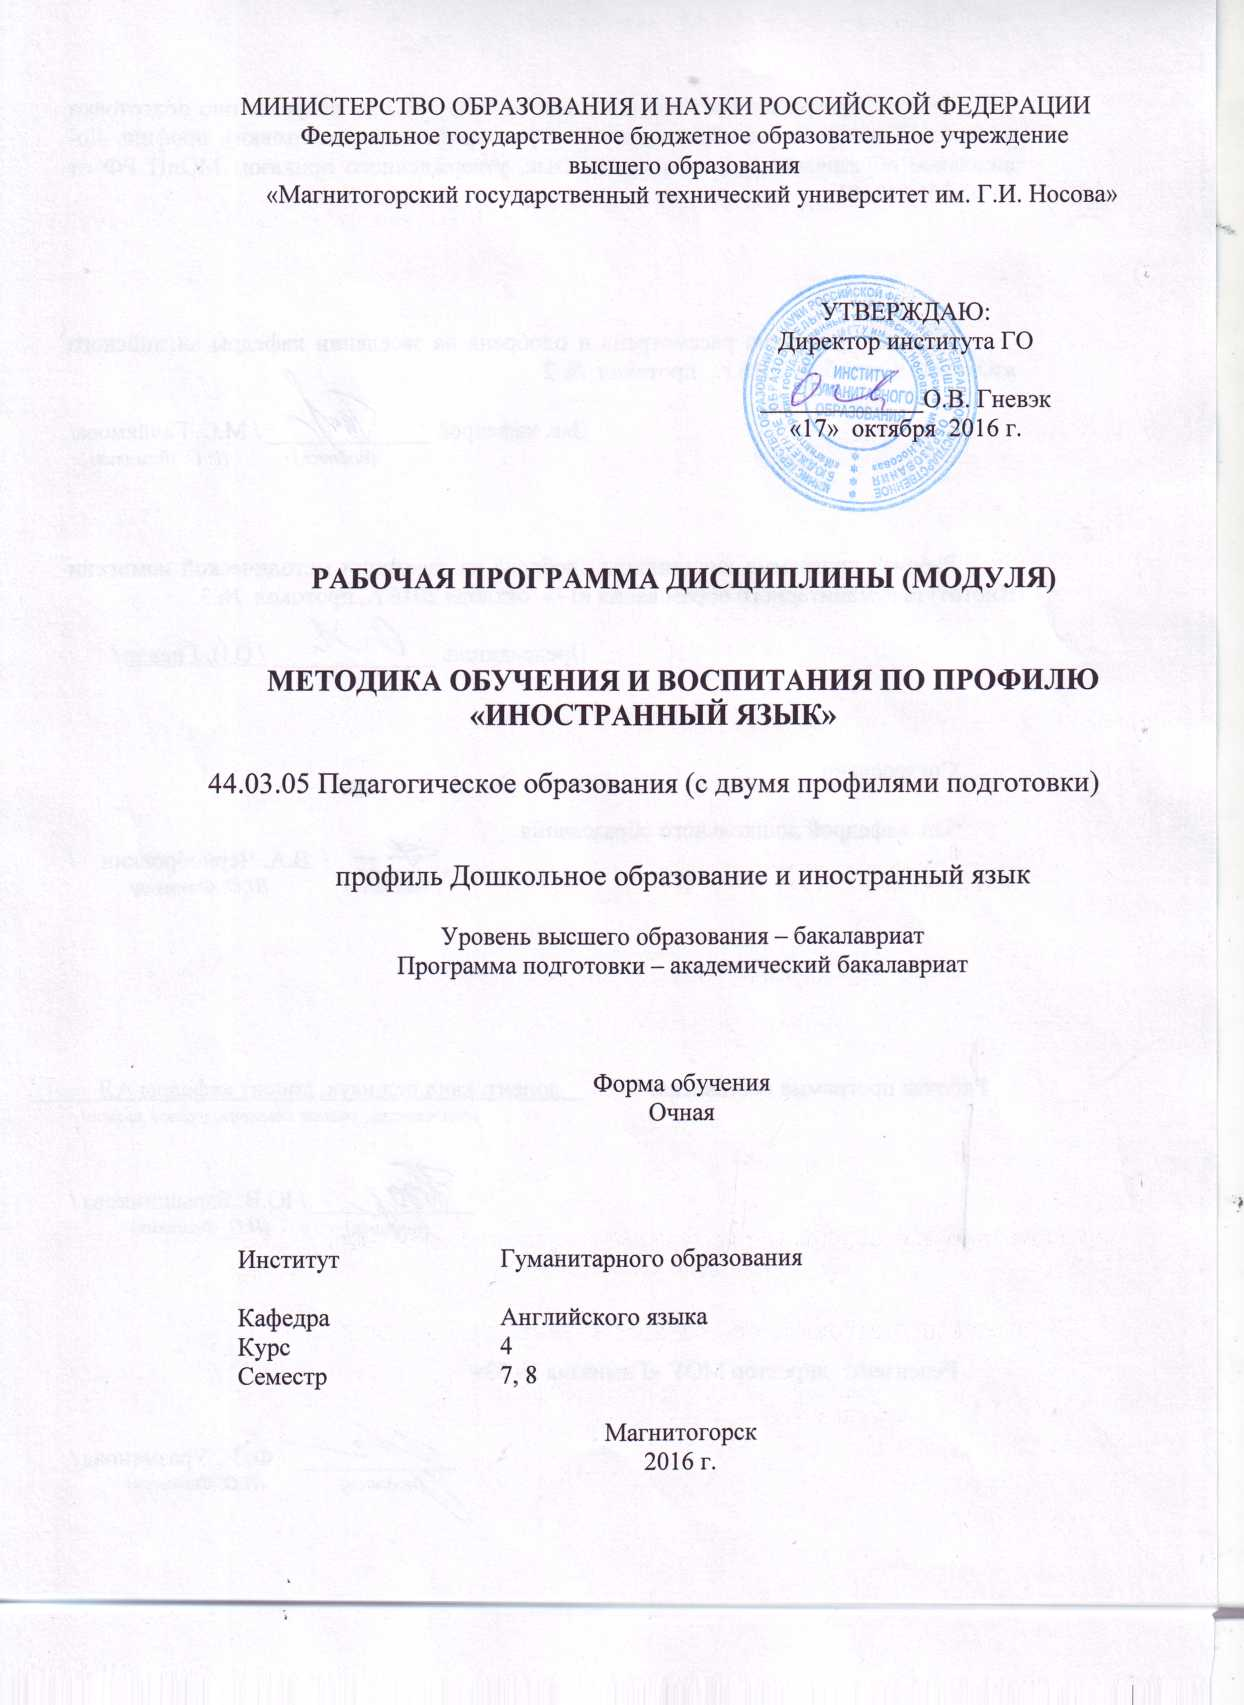 МИНИСТЕРСТВО ОБРАЗОВАНИЯ И НАУКИ РОССИЙСКОЙ ФЕДЕРАЦИИ
Федеральное государственное бюджетное образовательное учреждение
высшего образования
«Магнитогорский государственный технический университет им. Г.И. Носова»
УТВЕРЖДАЮ:
Директор института ГО
О.В. Гневэк
«17» октября 2016 г.
ИНСТИТУТ
ГУМАНИТАРНОГО
ОБРАЗОВАНИЯ
РАБОЧАЯ ПРОГРАММА ДИСЦИПЛИНЫ (МОДУЛЯ)
МЕТОДИКА ОБУЧЕНИЯ И ВОСПИТАНИЯ ПО ПРОФИЛЮ
«ИНОСТРАННЫЙ ЯЗЫК»
44.03.05 Педагогическое образования (с двумя профилями подготовки)
профиль Дошкольное образование и иностранный язык
Уровень высшего образования – бакалавриат
Программа подготовки – академический бакалавриат
Форма обучения
Очная
Институт Гуманитарного образования
Кафедра Английского языка
Курс 4
Семестр 7, 8
Магнитогорск
2016 г.